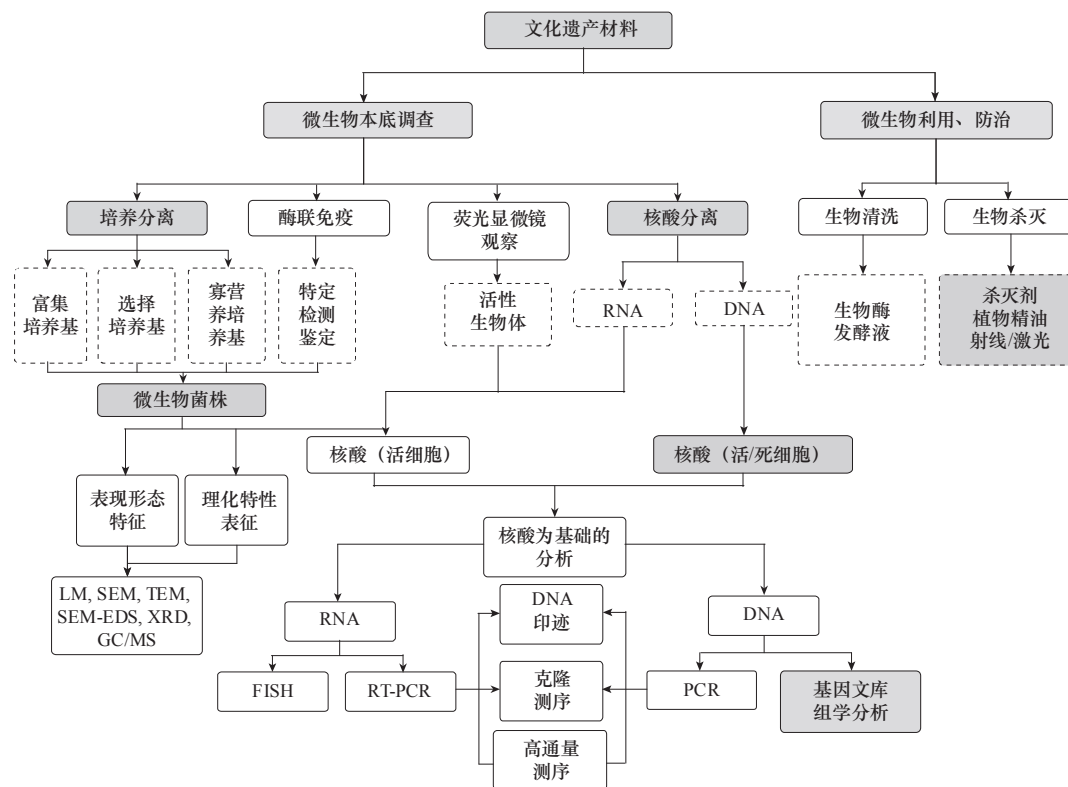 文化遗产材料
微生物本底调查
微生物利用、防治
培养分离
酶联免疫
荧光显微镜
观察
核酸分离
生物清洗
生物杀灭
富集
培养基
选择
培养基
寡营
养培
养基
特定
检测
鉴定
活性
生物体
RNA
DNA
生物酶
发酵液
杀灭剂
植物精油
射线/激光
微生物菌株
核酸（活细胞）
核酸（活/死细胞）
表现形态
特征
理化特性
表征
核酸为基础的
分析
LM, SEM, TEM,
SEM-EDS, XRD,
GC/MS
RNA
DNA
印迹
DNA
FISH
RT-PCR
克隆
测序
PCR
基因文库
组学分析
高通量
测序